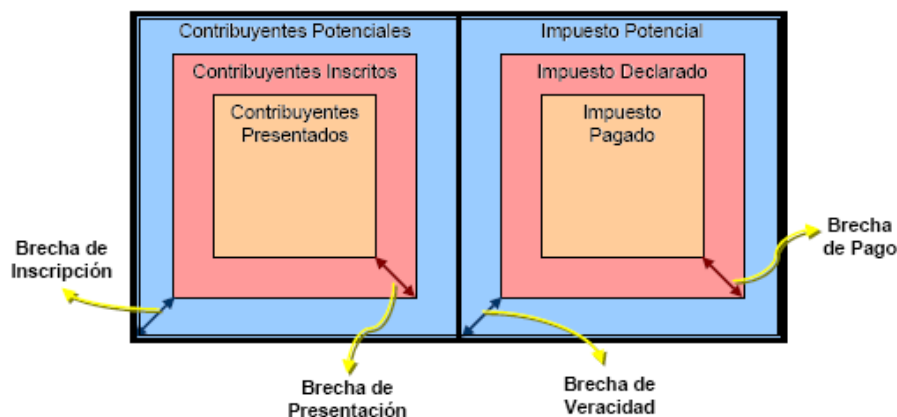 Contribuyentes Potenciales
Impuesto Potencial
Contribuyentes Inscritos
Impuesto Declarado
Contribuyentes
Presentados
Impuesto
Pagado
Brecha de
Inscripción
Brecha
de Pago
Brecha de
Presentación
Brecha de
Veracidad